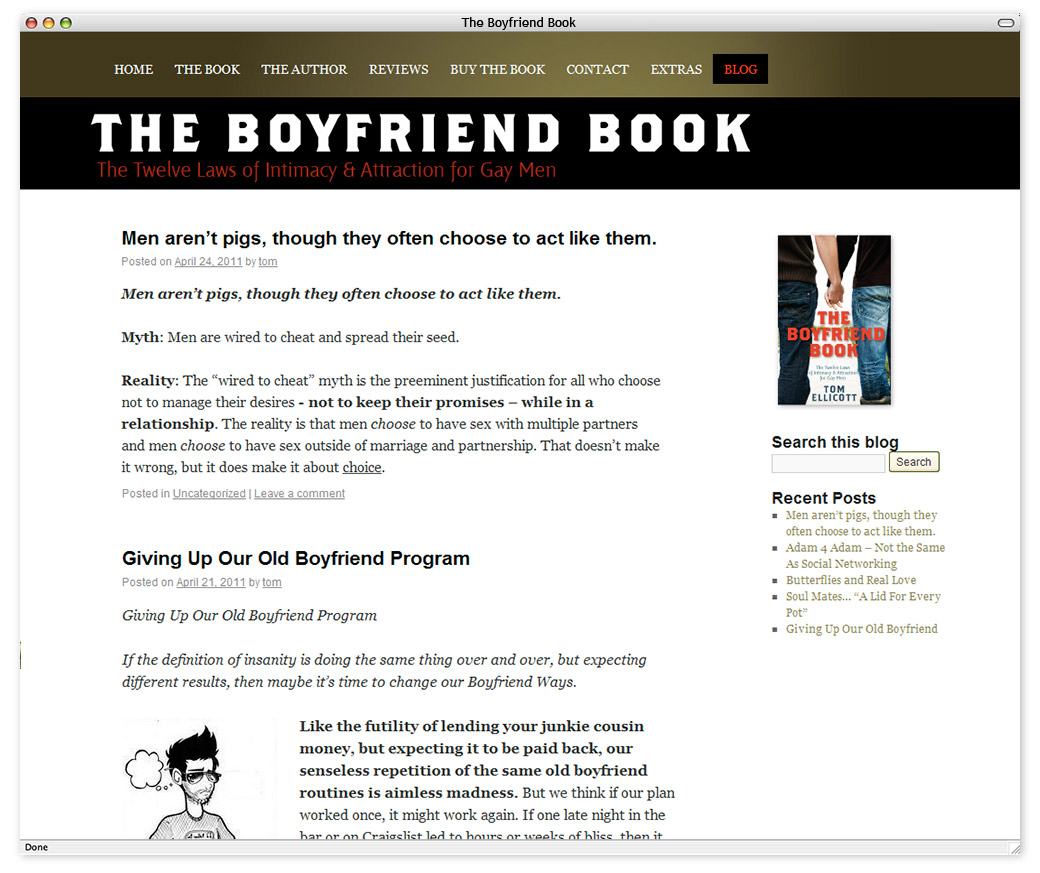 The Boyfriend Book
HOME THE BOOK THE AUTHOR REVIEWS BUY THE BOOK CONTACT EXTRAS BLOG
THE BOYFRIEND BOOK
The Twelve Laws of Intimacy & Attraction for Gay Men
Men aren’t pigs, though they often choose to act like them.
Posted on April 24, 2011 by tom
Men aren’t pigs, though they often choose to act like them.
Myth: Men are wired to cheat and spread their seed.
Reality: The “wired to cheat” myth is the preeminent justification for all who choose
not to manage their desires - not to keep their promises – while in a
relationship. The reality is that men choose to have sex with multiple partners
and men choose to have sex outside of marriage and partnership. That doesn’t make
it wrong, but it does make it about choice.
Posted in Uncategorized | Leave a comment
Giving Up Our Old Boyfriend Program
Posted on April 21, 2011 by tom
Giving Up Our Old Boyfriend Program
If the definition of insanity is doing the same thing over and over, but expecting
different results, then maybe it’s time to change our Boyfriend Ways.
Like the futility of lending your junkie cousin
money, but expecting it to be paid back, our
senseless repetition of the same old boyfriend
routines is aimless madness. But we think if our plan
worked once, it might work again. If one late night in the
bar or on Craigslist led to hours or weeks of bliss, then it
THE
BOYFRIEND
BOOK
The Twelve Laws
of Intimacy & Attraction
for Gay Men
TOM
ELLICOTT
Search this blog
Search
Recent Posts
Men aren’t pigs, though they
often choose to act like them.
Adam 4 Adam – Not the Same
As Social Networking
Butterflies and Real Love
Soul Mates… “A Lid For Every
Pot”
Giving Up Our Old Boyfriend
Done